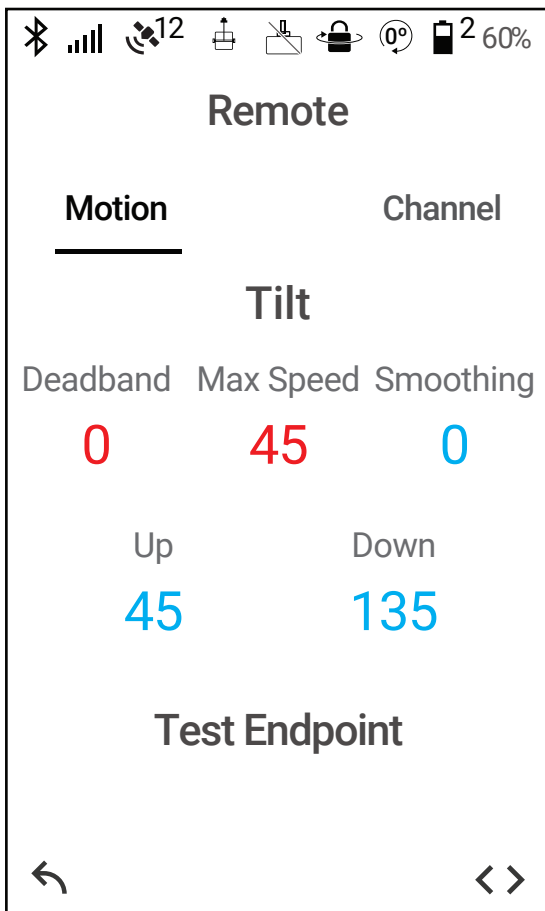 12 0° 2 60%
Remote
Motion Channel
Tilt
Deadband Max Speed Smoothing
0 45 0
Up Down
45 135
Test Endpoint